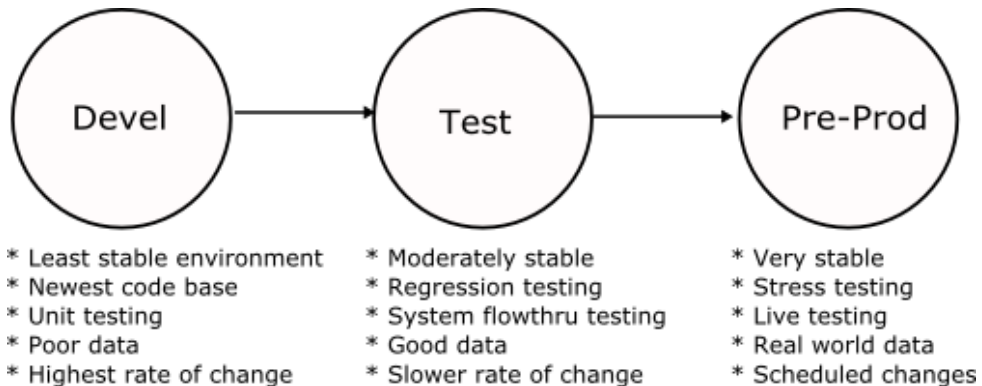 Devel
Test
Pre-Prod
* Least stable environment
* Newest code base
* Unit testing
* Poor data
* Highest rate of change
* Moderately stable
* Regression testing
* System flowthru testing
* Good data
* Slower rate of change
* Very stable
* Stress testing
* Live testing
* Real world data
* Scheduled changes